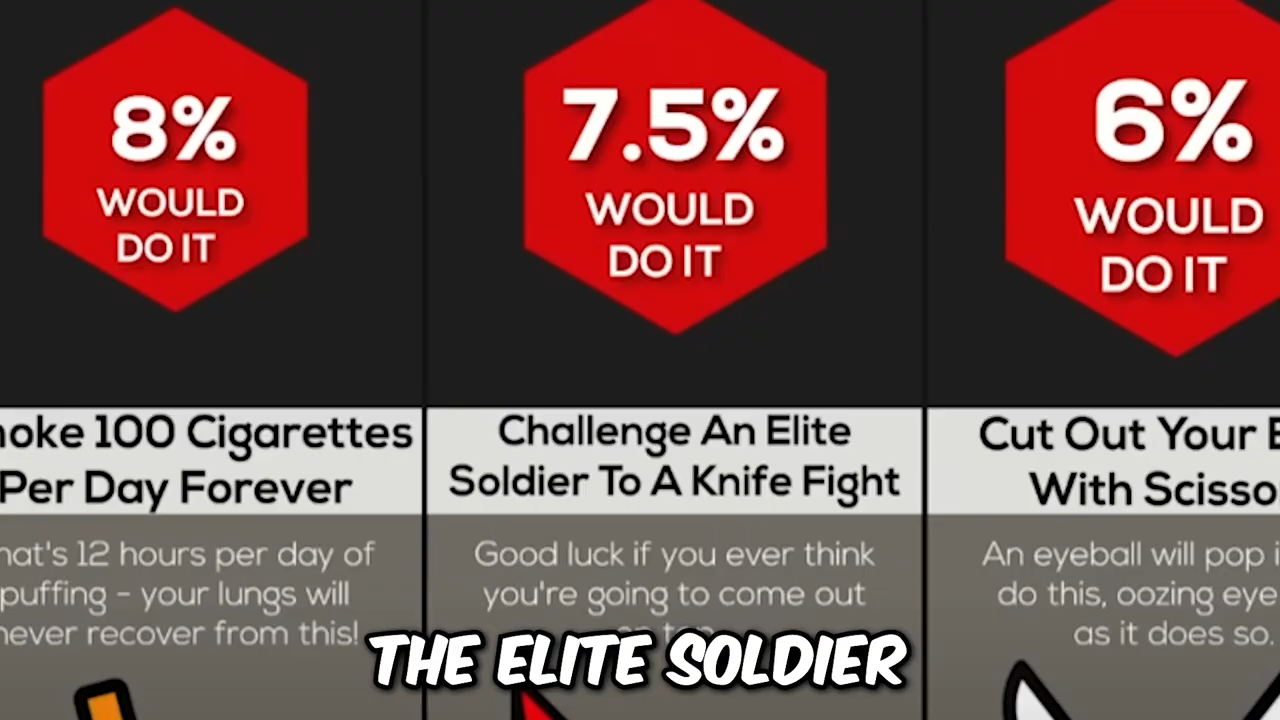 8%
WOULD
DO IT
100 Cigarettes
Per Day Forever
12 hours per day of
puffing - your lungs will
never recover from this!
7.5%
WOULD
DO IT
Challenge An Elite
Soldier To A Knife Fight
Good luck if you ever think
you're going to come out
6%
WOULD
DO IT
Cut Out Your
With
An eyeball will pop
do this, oozing
as it does so.
THE ELITE SOLDIER